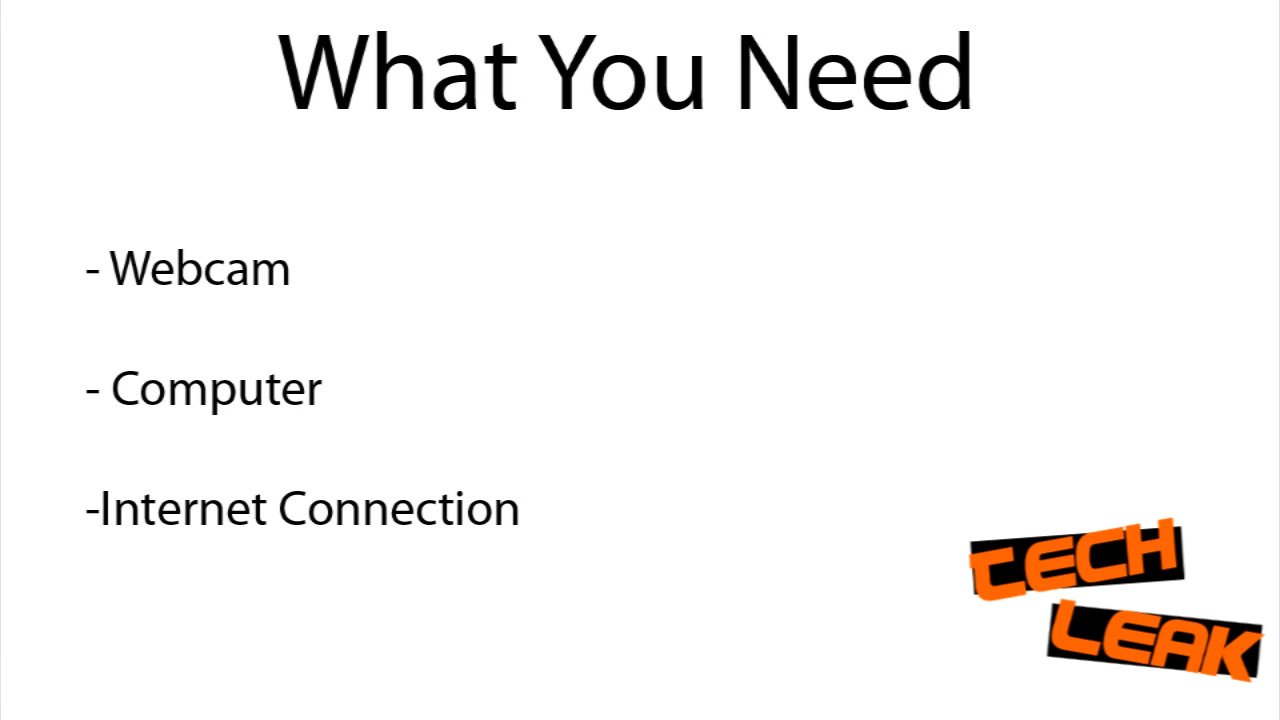 What You Need
- Webcam
- Computer
-Internet Connection
TECH
LEAK